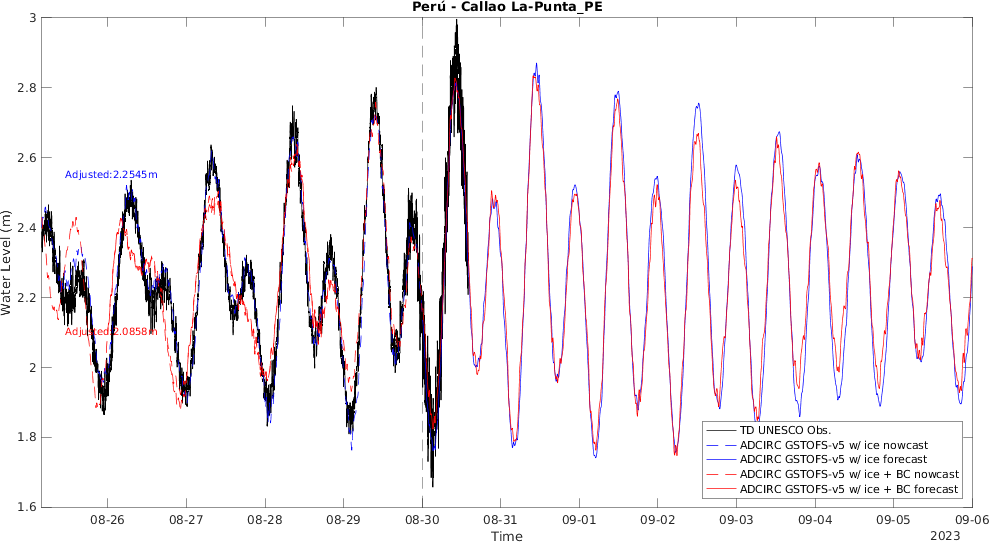 Perú - Callao La-Punta_PE
3
2.8
2.6
2.4
2.2
2
1.8
1.6
Water Level (m)
Adjusted:2.2545m
Adjusted:2.0858m
TD UNESCO Obs.
ADCIRC GSTOFS-v5 w/ ice nowcast
ADCIRC GSTOFS-v5 w/ ice forecast
ADCIRC GSTOFS-v5 w/ ice + BC nowcast
ADCIRC GSTOFS-v5 w/ ice + BC forecast
08-26 08-27 08-28 08-29 08-30 08-31 09-01 09-02 09-03 09-04 09-05 09-06
Time
2023